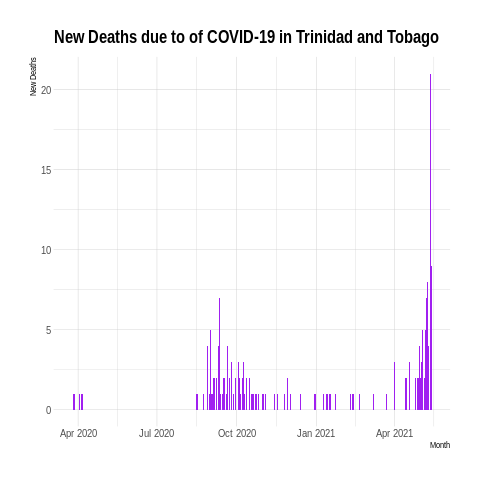 New Deaths due to of COVID-19 in Trinidad and Tobago
New Deaths
20
15
10
5
0
Apr 2020
Jul 2020
Oct 2020
Jan 2021
Apr 2021
Month